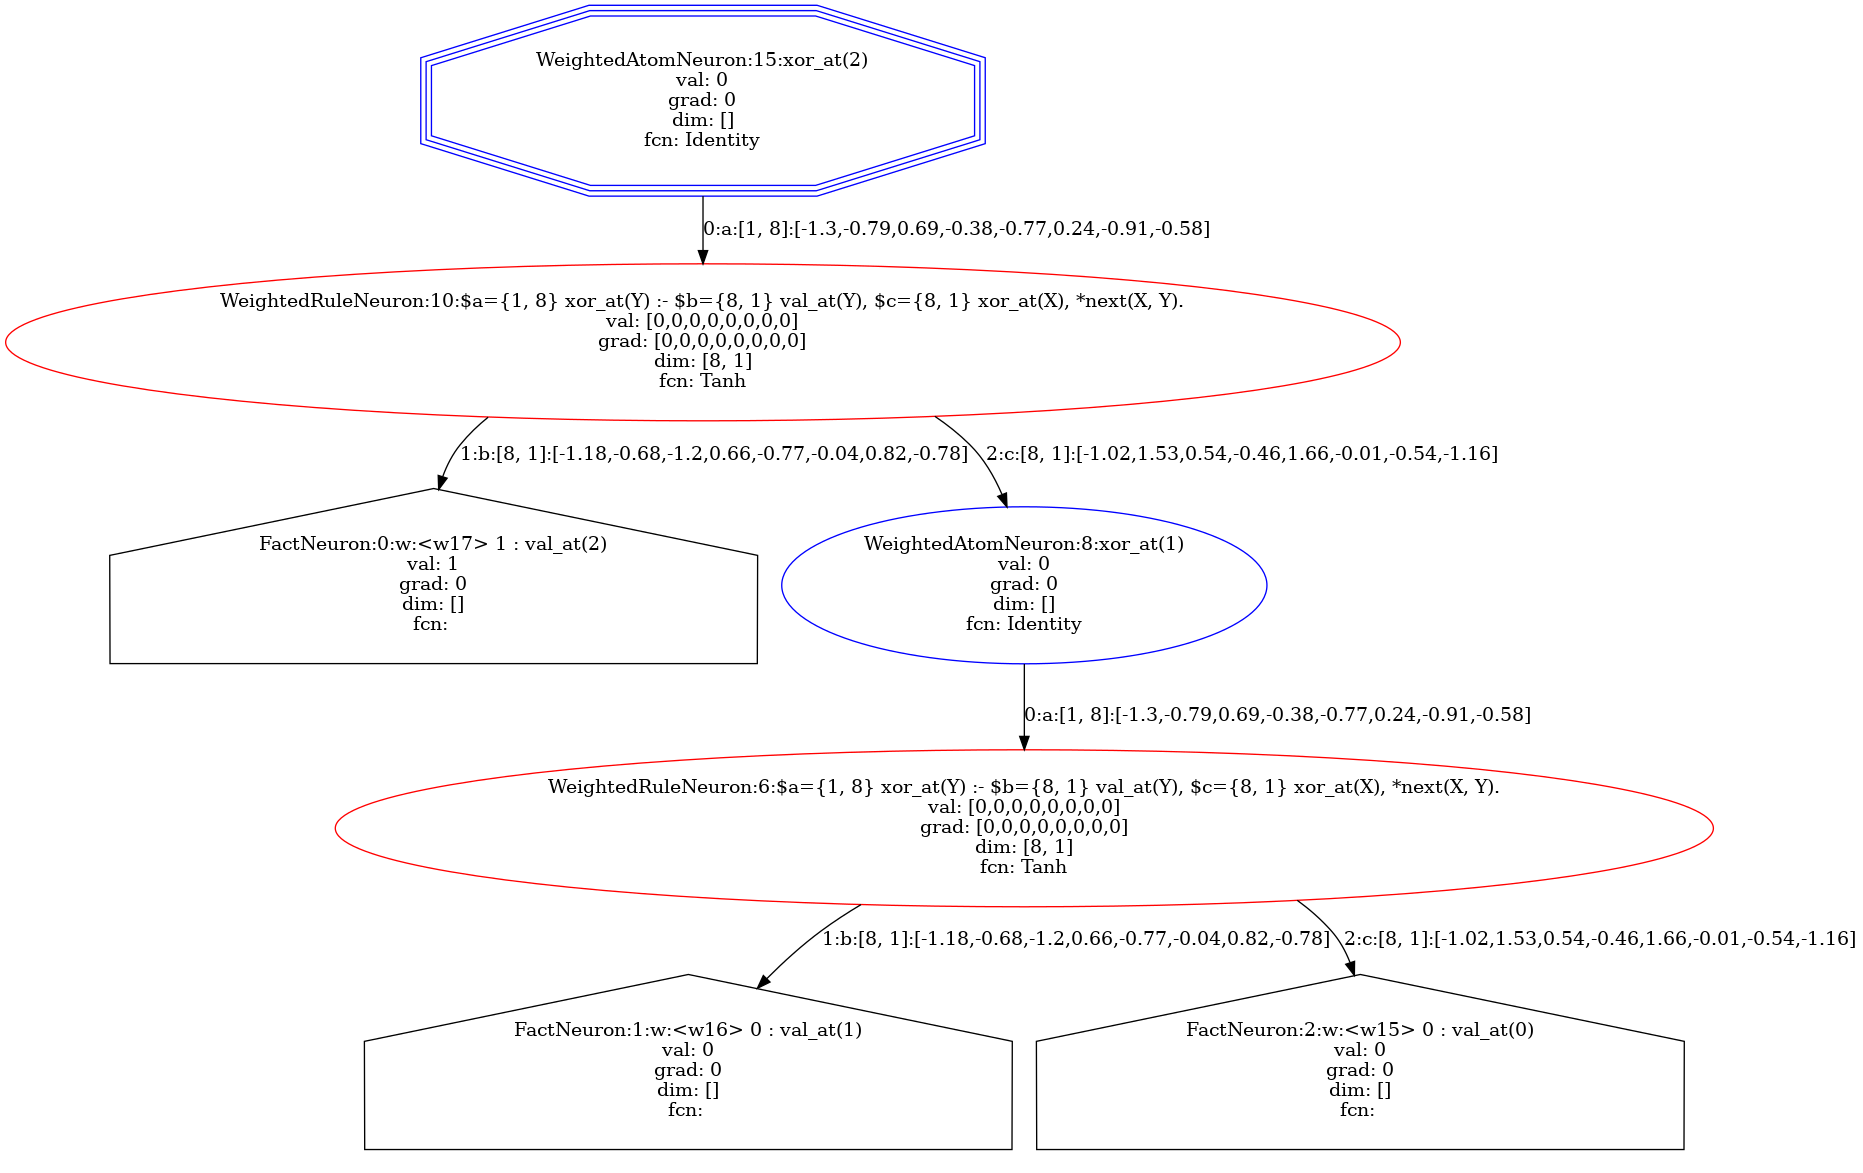 WeightedAtomNeuron:15:xor_at(2)
val: 0
grad: 0
dim: []
fcn: Identity
0:a:[1, 8]:[-1.3,-0.79,0.69,-0.38,-0.77,0.24,-0.91,-0.58]
WeightedRuleNeuron:10:$a={1, 8} xor_at(Y) :- $b={8, 1} val_at(Y), $c={8, 1} xor_at(X), *next(X, Y).
val: [0,0,0,0,0,0,0,0]
grad: [0,0,0,0,0,0,0,0]
dim: [8, 1]
fcn: Tanh
1:b:[8, 1]:[-1.18,-0.68,-1.2,0.66,-0.77,-0.04,0.82,-0.78]
2:c:[8, 1]:[-1.02,1.53,0.54,-0.46,1.66,-0.01,-0.54,-1.16]
FactNeuron:0:w:<w17> 1 : val_at(2)
val: 1
grad: 0
dim: []
fcn:
WeightedAtomNeuron:8:xor_at(1)
val: 0
grad: 0
dim: []
fcn: Identity
0:a:[1, 8]:[-1.3,-0.79,0.69,-0.38,-0.77,0.24,-0.91,-0.58]
WeightedRuleNeuron:6:$a={1, 8} xor_at(Y) :- $b={8, 1} val_at(Y), $c={8, 1} xor_at(X), *next(X, Y).
val: [0,0,0,0,0,0,0,0]
grad: [0,0,0,0,0,0,0,0]
dim: [8, 1]
fcn: Tanh
1:b:[8, 1]:[-1.18,-0.68,-1.2,0.66,-0.77,-0.04,0.82,-0.78]
2:c:[8, 1]:[-1.02,1.53,0.54,-0.46,1.66,-0.01,-0.54,-1.16]
FactNeuron:1:w:<w16> 0 : val_at(1)
val: 0
grad: 0
dim: []
fcn:
FactNeuron:2:w:<w15> 0 : val_at(0)
val: 0
grad: 0
dim: []
fcn: